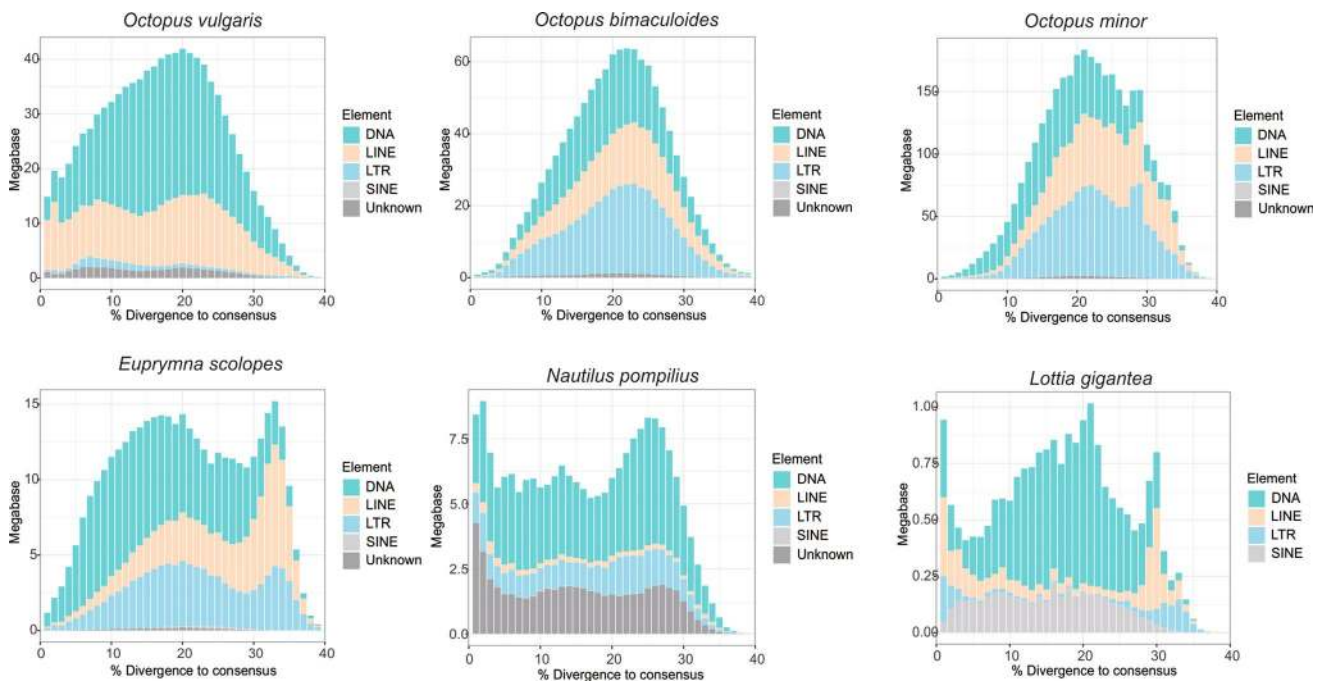 Octopus vulgaris
Octopus bimaculoides
Octopus minor
40
30
20
10
0
Megabase
0 10 20 30 40
% Divergence to consensus
Element
DNA
LINE
LTR
SINE
Unknown
60
40
20
0
Megabase
0 10 20 30 40
% Divergence to consensus
Element
DNA
LINE
LTR
SINE
Unknown
150
100
50
0
Megabase
0 10 20 30 40
% Divergence to consensus
Element
DNA
LINE
LTR
SINE
Unknown
Euprymna scolopes
Nautilus pompilius
Lottia gigantea
15
10
5
0
Megabase
0 10 20 30 40
% Divergence to consensus
Element
DNA
LINE
LTR
SINE
Unknown
7.5
5.0
2.5
0.0
Megabase
0 10 20 30 40
% Divergence to consensus
Element
DNA
LINE
LTR
SINE
Unknown
1.00
0.75
0.50
0.25
0.00
Megabase
0 10 20 30 40
% Divergence to consensus
Element
DNA
LINE
LTR
SINE